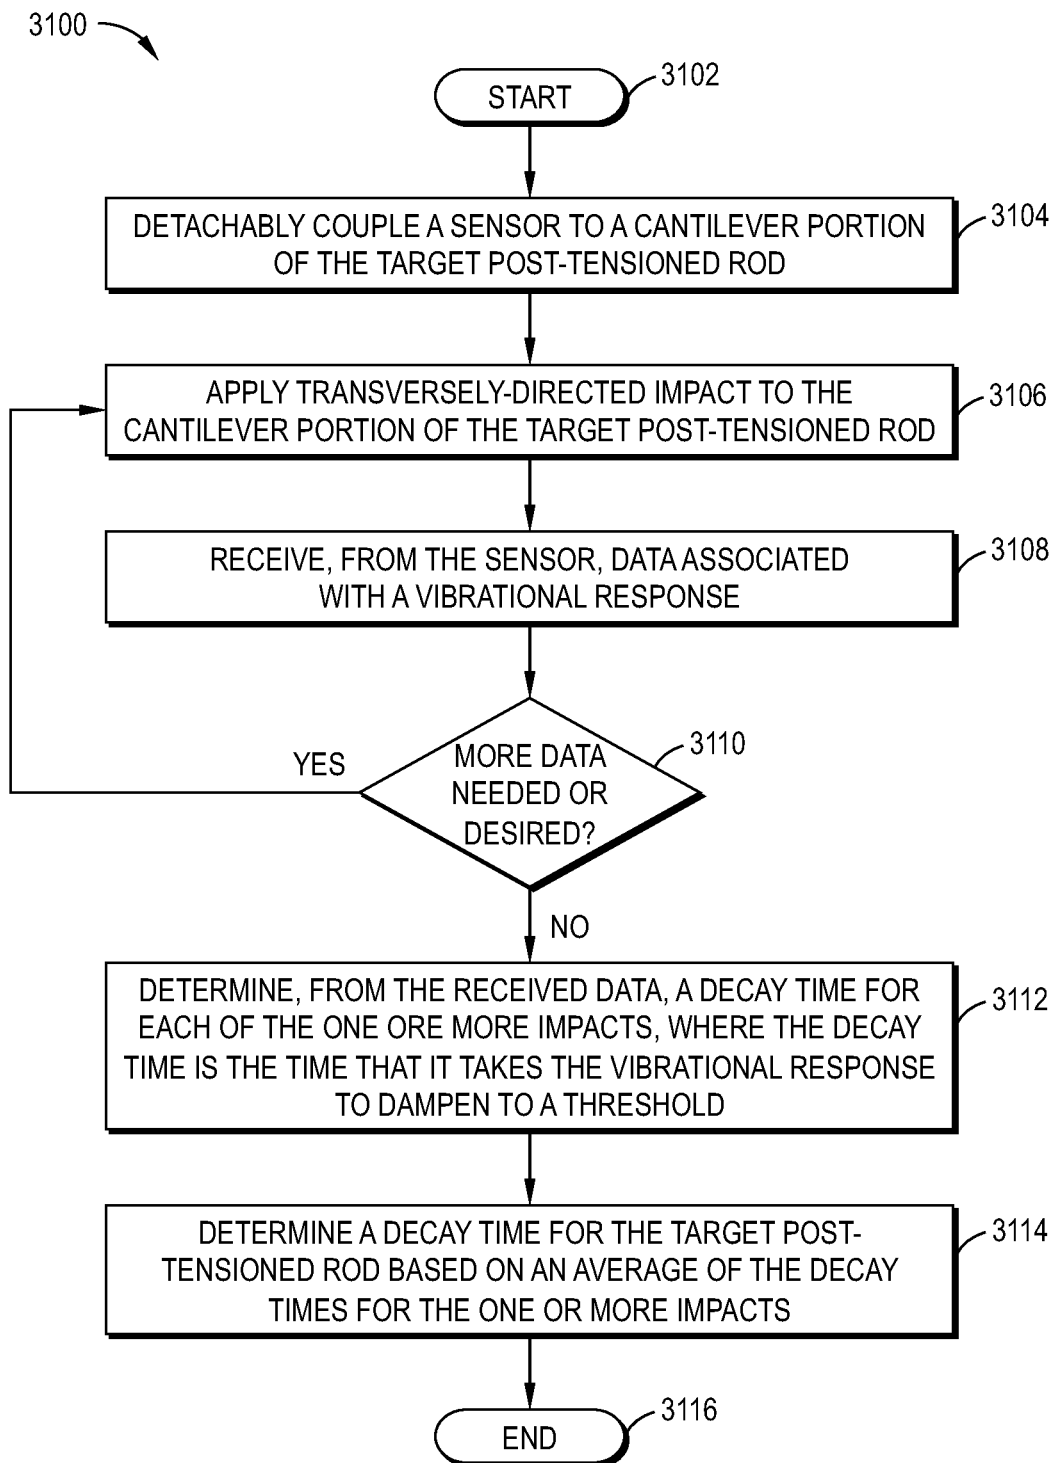 3100
START
3102
DETACHABLY COUPLE A SENSOR TO A CANTILEVER PORTION
OF THE TARGET POST-TENSIONED ROD
3104
APPLY TRANSVERSELY-DIRECTED IMPACT TO THE
CANTILEVER PORTION OF THE TARGET POST-TENSIONED ROD
3106
RECEIVE, FROM THE SENSOR, DATA ASSOCIATED
WITH A VIBRATIONAL RESPONSE
3108
MORE DATA
NEEDED OR
DESIRED?
3110
YES
NO
DETERMINE, FROM THE RECEIVED DATA, A DECAY TIME FOR
EACH OF THE ONE ORE MORE IMPACTS, WHERE THE DECAY
TIME IS THE TIME THAT IT TAKES THE VIBRATIONAL RESPONSE
TO DAMPEN TO A THRESHOLD
3112
DETERMINE A DECAY TIME FOR THE TARGET POST-
TENSIONED ROD BASED ON AN AVERAGE OF THE DECAY
TIMES FOR THE ONE OR MORE IMPACTS
3114
END
3116